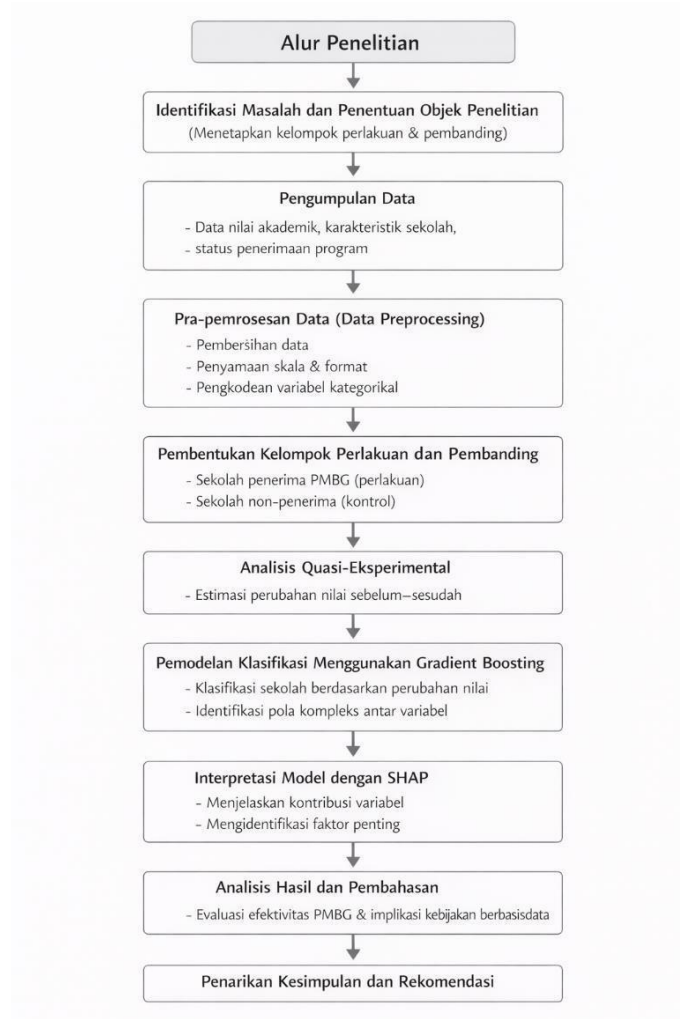 Alur Penelitian
Identifikasi Masalah dan Penentuan Objek Penelitian
(Menetapkan kelompok perlakuan & pembanding)
Pengumpulan Data
- Data nilai akademik, karakteristik sekolah,
- status penerimaan program
Pra-pemrosesan Data (Data Preprocessing)
- Pembersihan data
- Penyamaan skala & format
- Pengkodean variabel kategorikal
Pembentukan Kelompok Perlakuan dan Pembanding
- Sekolah penerima PMBG (perlakuan)
- Sekolah non-penerima (kontrol)
Analisis Quasi-Eksperimental
- Estimasi perubahan nilai sebelum–sesudah
Pemodelan Klasifikasi Menggunakan Gradient Boosting
- Klasifikasi sekolah berdasarkan perubahan nilai
- Identifikasi pola kompleks antar variabel
Interpretasi Model dengan SHAP
- Menjelaskan kontribusi variabel
- Mengidentifikasi faktor penting
Analisis Hasil dan Pembahasan
- Evaluasi efektivitas PMBG & implikasi kebijakan berbasisdata
Penarikan Kesimpulan dan Rekomendasi